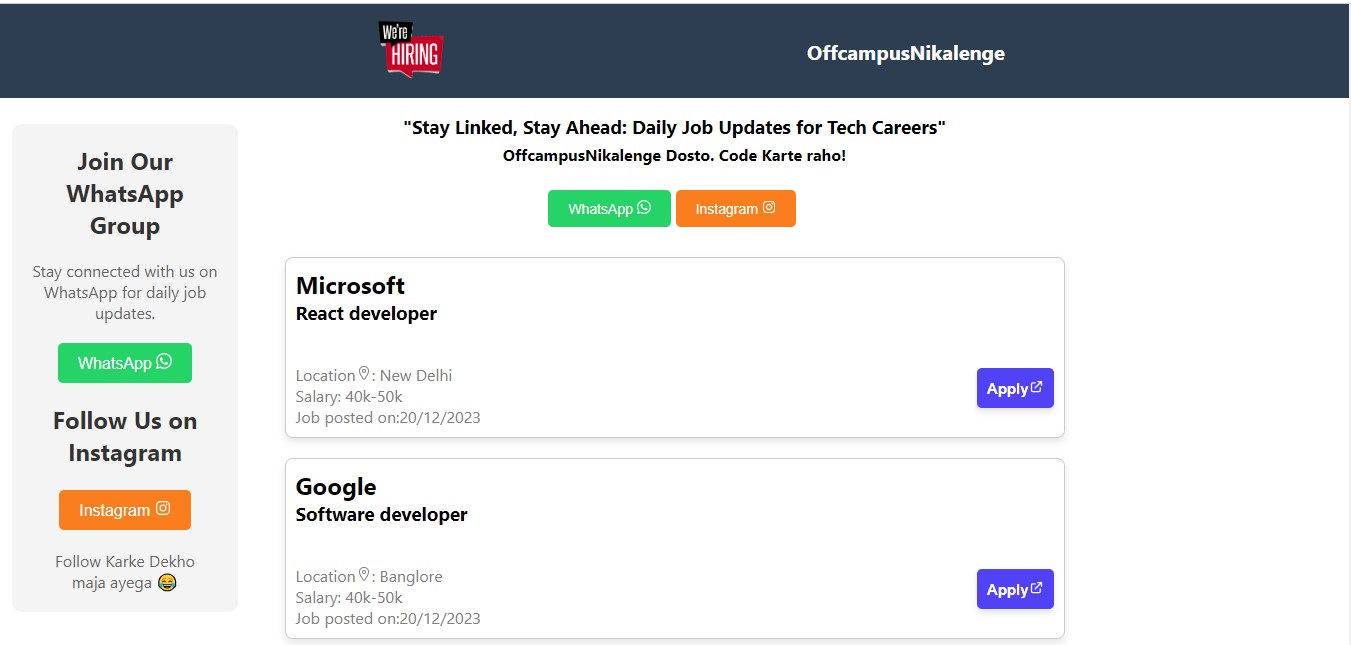 We're
HIRING
OffcampusNikalenge
"Stay Linked, Stay Ahead: Daily Job Updates for Tech Careers"
OffcampusNikalenge Dosto. Code Karte raho!
WhatsApp
Instagram
Join Our
WhatsApp
Group
Stay connected with us on
WhatsApp for daily job
updates.
WhatsApp
Follow Us on
Instagram
Instagram
Follow Karke Dekho
maja ayega 😂
Microsoft
React developer
Location : New Delhi
Salary: 40k-50k
Job posted on:20/12/2023
Apply
Google
Software developer
Location : Banglore
Salary: 40k-50k
Job posted on:20/12/2023
Apply